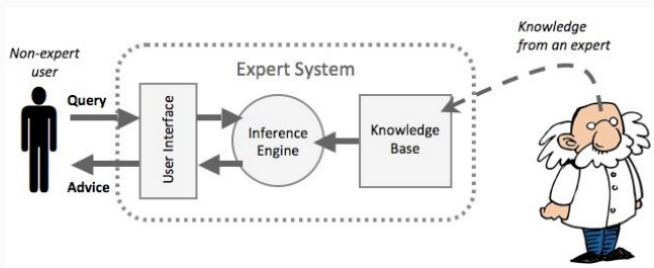 Non-expert
user
Query
Advice
Expert System
User Interface
Inference
Engine
Knowledge
Base
Knowledge
from an expert